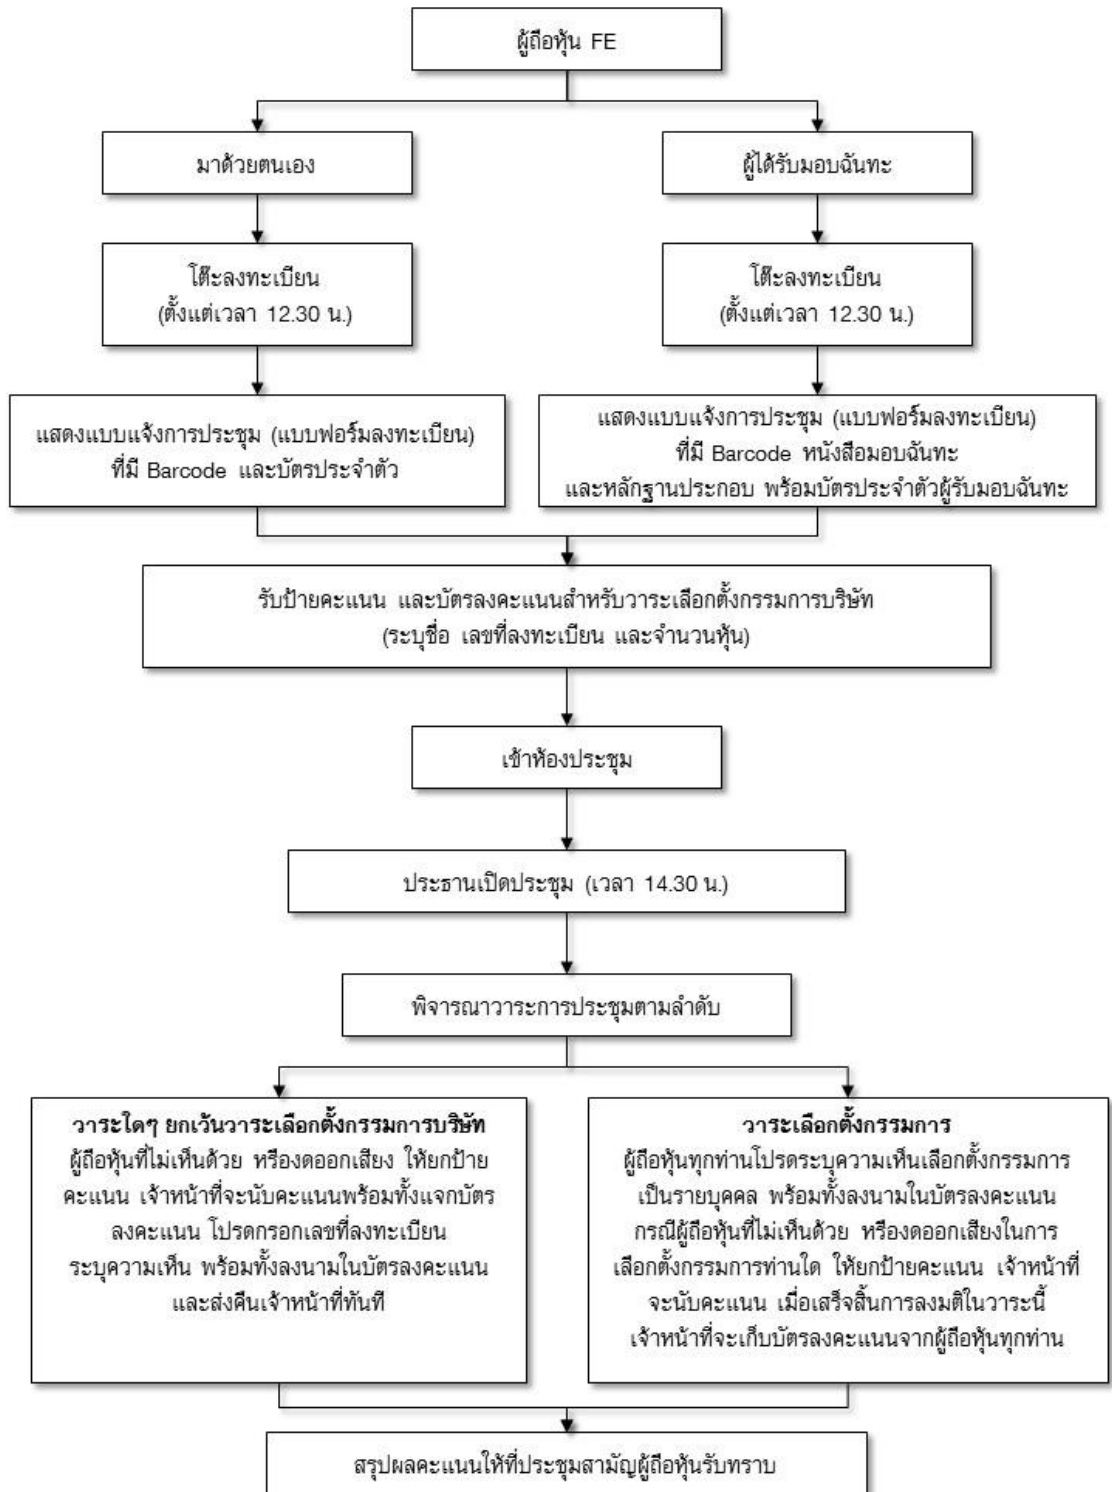 ผู้ถือหุ้น FE
มาด้วยตนเอง
ผู้ได้รับมอบฉันทะ
โต๊ะลงทะเบียน
(ตั้งแต่เวลา 12.30 น.)
โต๊ะลงทะเบียน
(ตั้งแต่เวลา 12.30 น.)
แสดงแบบแจ้งการประชุม (แบบฟอร์มลงทะเบียน)
ที่มี Barcode และบัตรประจำตัว
แสดงแบบแจ้งการประชุม (แบบฟอร์มลงทะเบียน)
ที่มี Barcode หนังสือมอบฉันทะ
และหลักฐานประกอบ พร้อมบัตรประจำตัวผู้รับมอบฉันทะ
รับป้ายคะแนน และบัตรลงคะแนนสำหรับวาระเลือกตั้งกรรมการบริษัท
(ระบุชื่อ เลขที่ลงทะเบียน และจำนวนหุ้น)
เข้าห้องประชุม
ประธานเปิดประชุม (เวลา 14.30 น.)
พิจารณาวาระการประชุมตามลำดับ
วาระใดๆ ยกเว้นวาระเลือกตั้งกรรมการบริษัท
ผู้ถือหุ้นที่ไม่เห็นด้วย หรืองดออกเสียง ให้ยกป้าย
คะแนน เจ้าหน้าที่จะนับคะแนนพร้อมทั้งแจกบัตร
ลงคะแนน โปรดกรอกเลขที่ลงทะเบียน
ระบุความเห็น พร้อมทั้งลงนามในบัตรลงคะแนน
และส่งคืนเจ้าหน้าที่ทันที
วาระเลือกตั้งกรรมการ
ผู้ถือหุ้นทุกท่านโปรดระบุความเห็นเลือกตั้งกรรมการ
เป็นรายบุคคล พร้อมทั้งลงนามในบัตรลงคะแนน
กรณีผู้ถือหุ้นที่ไม่เห็นด้วย หรืองดออกเสียงในการ
เลือกตั้งกรรมการท่านใด ให้ยกป้ายคะแนน เจ้าหน้าที่
จะนับคะแนน เมื่อเสร็จสิ้นการลงมติในวาระนี้
เจ้าหน้าที่จะเก็บบัตรลงคะแนนจากผู้ถือหุ้นทุกท่าน
สรุปผลคะแนนให้ที่ประชุมสามัญผู้ถือหุ้นรับทราบ